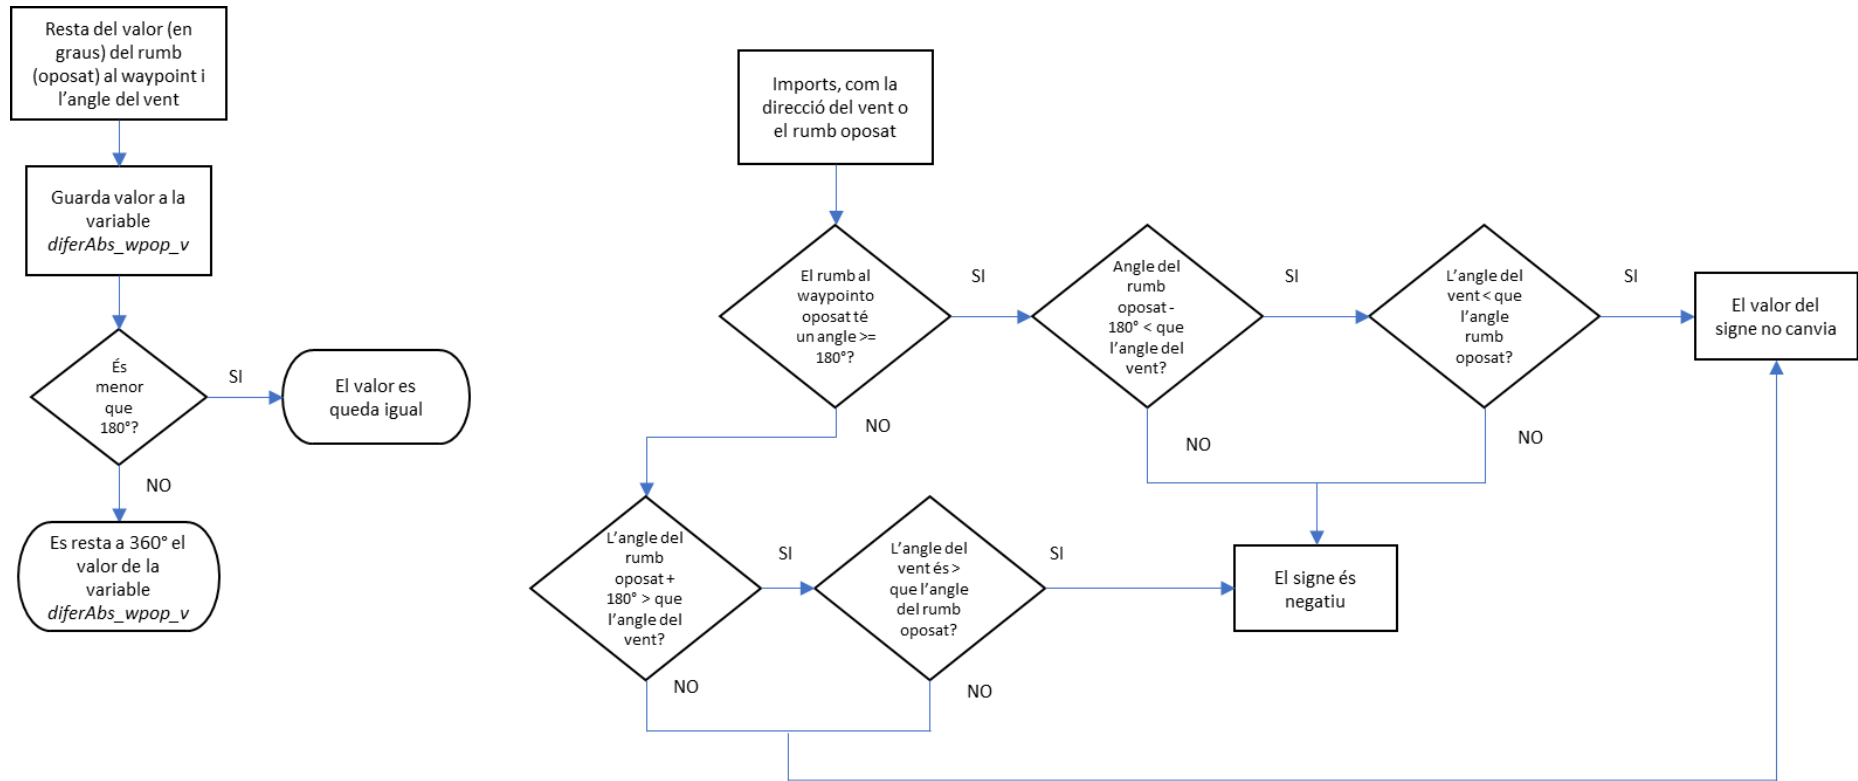 Resta del valor (en
graus) del rumb
(oposat) al waypoint i
l'angle del vent
Guarda valor a la
variable
diferAbs_wpop_v
És
menor
que
180°?
SI
El valor es
queda igual
NO
Es resta a 360° el
valor de la
variable
diferAbs_wpop_v
Imports, com la
direcció del vent o
el rumb oposat
El rumb al
waypointo
oposat té
un angle >=
180°?
SI
Angle del
rumb
oposat -
180° < que
l'angle del
vent?
SI
L'angle del
vent < que
l'angle
rumb
oposat?
SI
El valor del
signe no canvia
NO
NO
NO
L'angle del
rumb
oposat +
180° > que
l'angle del
vent?
SI
L'angle del
vent és >
que l'angle
del rumb
oposat?
SI
El signe és
negatiu
NO
NO